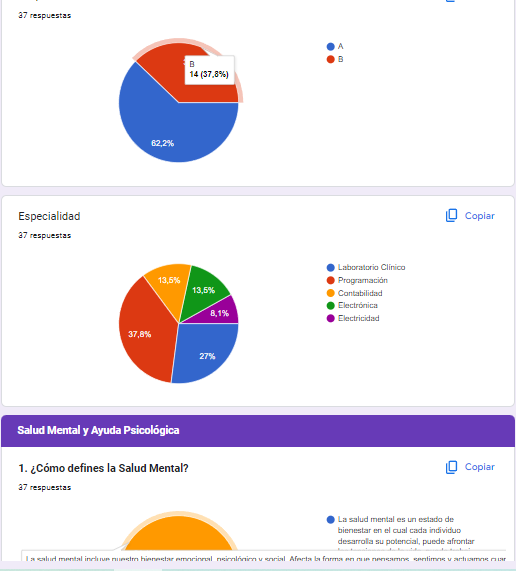 37 respuestas
A
B
B
14 (37,8%)
62,2%
Especialidad
Copiar
37 respuestas
Laboratorio Clínico
Programación
Contabilidad
Electrónica
Electricidad
13,5%
13,5%
8,1%
37,8%
27%
Salud Mental y Ayuda Psicológica
1. ¿Cómo defines la Salud Mental?
Copiar
37 respuestas
La salud mental es un estado de
bienestar en el cual cada individuo
desarrolla su potencial, puede afrontar
La salud mental incluye nuestro bienestar emocional, psicológico y social. Afecta la forma en que pensamos, sentimos y actuamos cuan